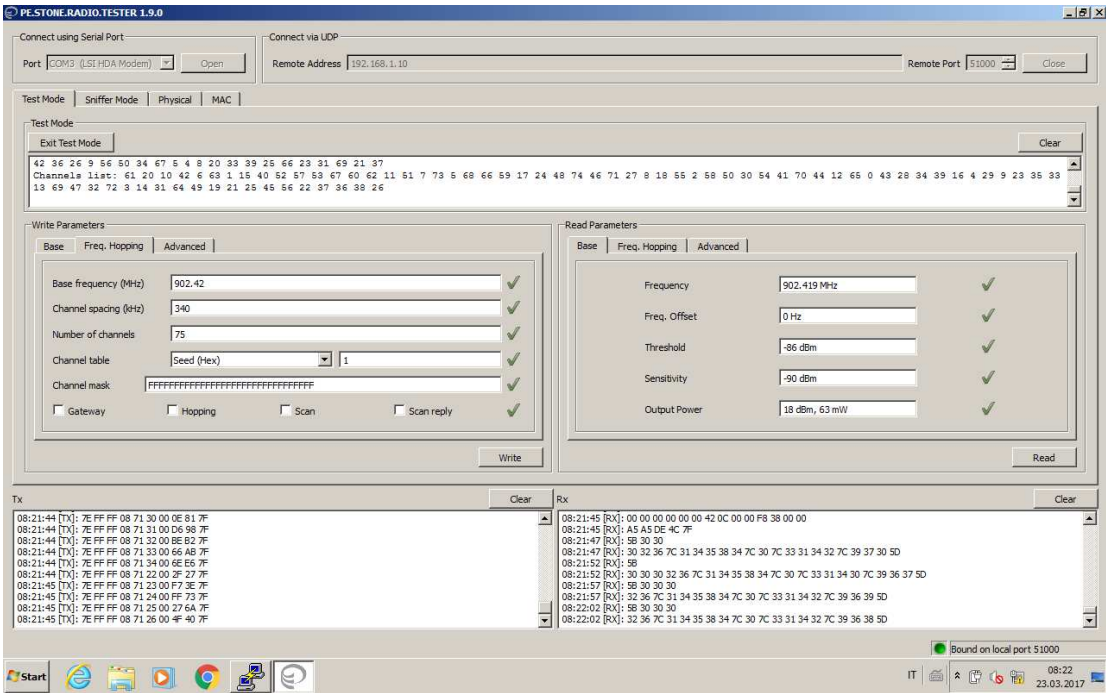 PE.STONE.RADIO.TESTER 1.9.0
Connect using Serial Port
Connect via UDP
Port COM3 (LSI HDA Modem) Open
Remote Address 192.168.1.10 Remote Port 51000 Close
Test Mode Sniffer Mode Physical MAC
Test Mode
Exit Test Mode Clear
42 36 26 9 56 50 34 67 5 4 8 20 33 39 25 66 23 31 69 21 37
Channels list: 61 20 10 42 6 63 1 15 40 52 57 53 67 60 62 11 51 7 73 5 68 66 59 17 24 48 74 46 71 27 8 18 55 2 58 50 30 54 41 70 44 12 65 0 43 28 34 39 16 4 29 9 23 35 33
13 69 47 32 72 3 14 31 64 49 19 21 25 45 56 22 37 36 38 26
Write Parameters
Base Freq. Hopping Advanced
Base frequency (MHz) 902.42
Channel spacing (kHz) 340
Number of channels 75
Channel table Seed (Hex) 1
Channel mask FFFFFFFFFFFFFFFFFFFFFFFFFFFFFFFF
Gateway Hopping Scan Scan reply
Write
Read Parameters
Base Freq. Hopping Advanced
Frequency 902.419 MHz
Freq. Offset 0 Hz
Threshold -86 dBm
Sensitivity -90 dBm
Output Power 18 dBm, 63 mW
Read
Tx Clear
08:21:44 [TX]: 7E FF FF 08 71 30 00 0E 81 7F
08:21:44 [TX]: 7E FF FF 08 71 31 00 D6 98 7F
08:21:44 [TX]: 7E FF FF 08 71 32 00 BE B2 7F
08:21:44 [TX]: 7E FF FF 08 71 33 00 66 AB 7F
08:21:44 [TX]: 7E FF FF 08 71 34 00 6E E6 7F
08:21:44 [TX]: 7E FF FF 08 71 22 00 2F 27 7F
08:21:45 [TX]: 7E FF FF 08 71 23 00 F7 3E 7F
08:21:45 [TX]: 7E FF FF 08 71 24 00 FF 73 7F
08:21:45 [TX]: 7E FF FF 08 71 25 00 27 6A 7F
08:21:45 [TX]: 7E FF FF 08 71 26 00 4F 40 7F
Rx Clear
08:21:45 [RX]: 00 00 00 00 00 00 42 0C 00 00 F8 38 00 00
08:21:45 [RX]: A5 A5 DE 4C 7F
08:21:47 [RX]: 5B 30 30
08:21:47 [RX]: 30 32 36 7C 31 34 35 38 34 7C 30 7C 33 31 34 32 7C 39 37 30 5D
08:21:52 [RX]: 5B
08:21:52 [RX]: 30 30 30 32 36 7C 31 34 35 38 34 7C 30 7C 33 31 34 30 7C 39 36 37 5D
08:21:57 [RX]: 5B 30 30 30
08:21:57 [RX]: 32 36 7C 31 34 35 38 34 7C 30 7C 33 31 34 32 7C 39 36 39 5D
08:22:02 [RX]: 5B 30 30 30
08:22:02 [RX]: 32 36 7C 31 34 35 38 34 7C 30 7C 33 31 34 32 7C 39 36 38 5D
Bound on local port 51000
Start
IT
08:22
23.03.2017